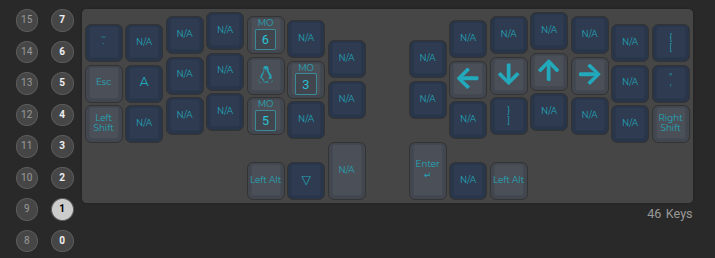 15 7
~
`
N/A
N/A
N/A
MO
6
N/A
N/A
N/A
N/A
N/A
N/A
N/A
N/A
{
[
14 6
13 5
Esc
A
N/A
N/A
MO
3
N/A
N/A
←
↓
↑
→
N/A
"
'
12 4
Left
Shift
N/A
N/A
N/A
MO
5
N/A
N/A
}
]
N/A
N/A
N/A
Right
Shift
11 3
10 2
Left Alt
▽
N/A
Enter
↵
N/A
Left Alt
9 1
46 Keys
8 0